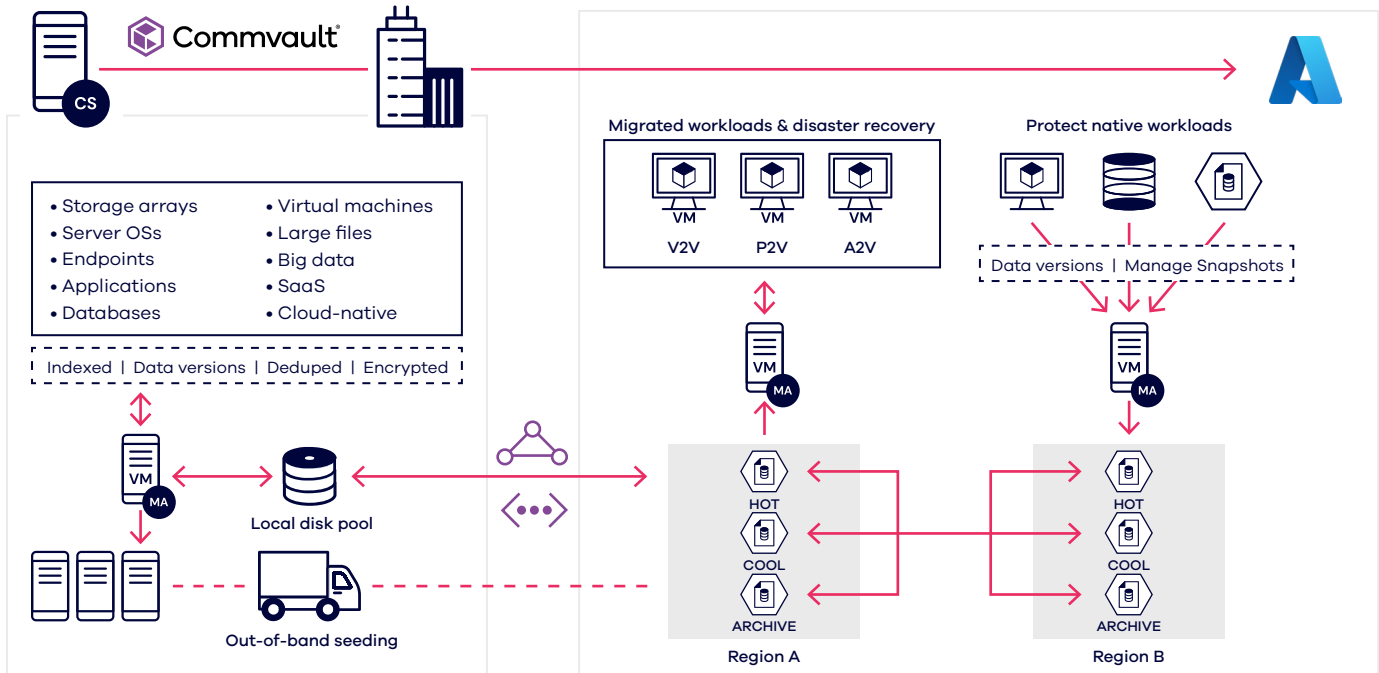 CS
Commvault®
• Storage arrays
• Server OSs
• Endpoints
• Applications
• Databases
• Virtual machines
• Large files
• Big data
• SaaS
• Cloud-native
Indexed | Data versions | Deduped | Encrypted
VM
MA
Local disk pool
Out-of-band seeding
Migrated workloads & disaster recovery
VM
V2V
VM
P2V
VM
A2V
VM
MA
HOT
COOL
ARCHIVE
Region A
Protect native workloads
Data versions | Manage Snapshots
VM
MA
HOT
COOL
ARCHIVE
Region B